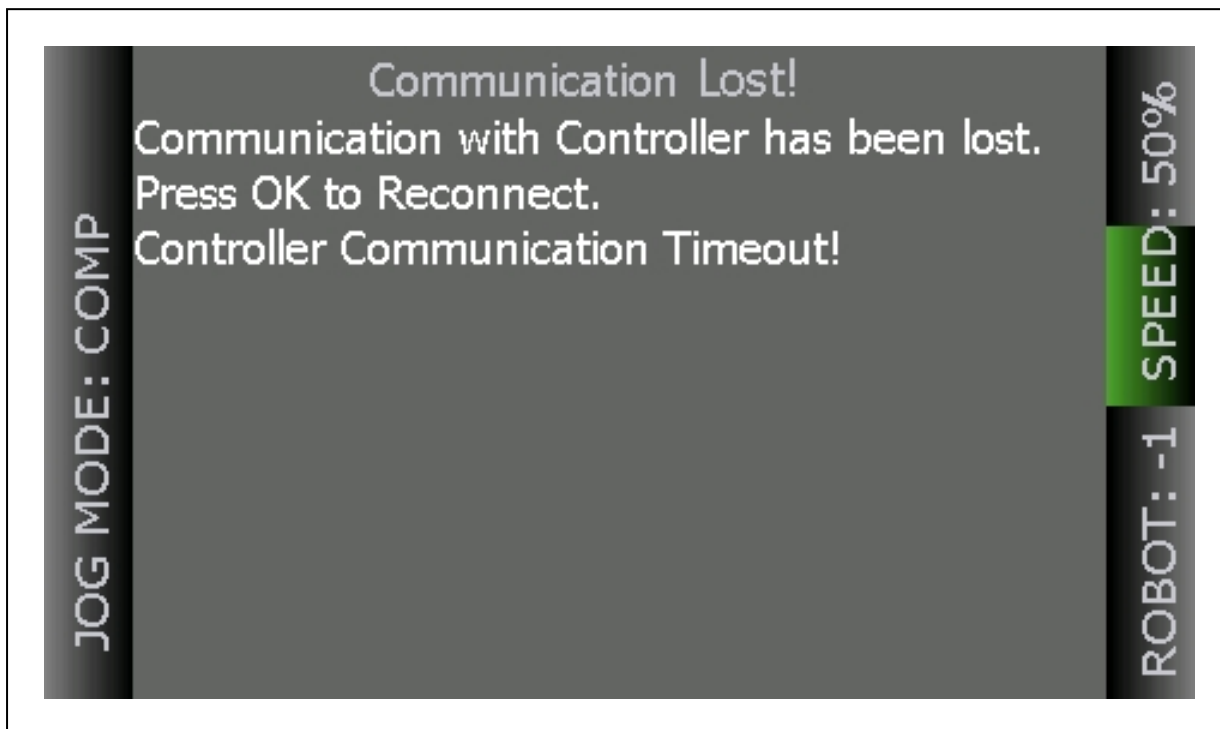 Communication Lost!
Communication with Controller has been lost.
Press OK to Reconnect.
Controller Communication Timeout!
JOG MODE: COMP
SPEED: 50%
ROBOT: -1